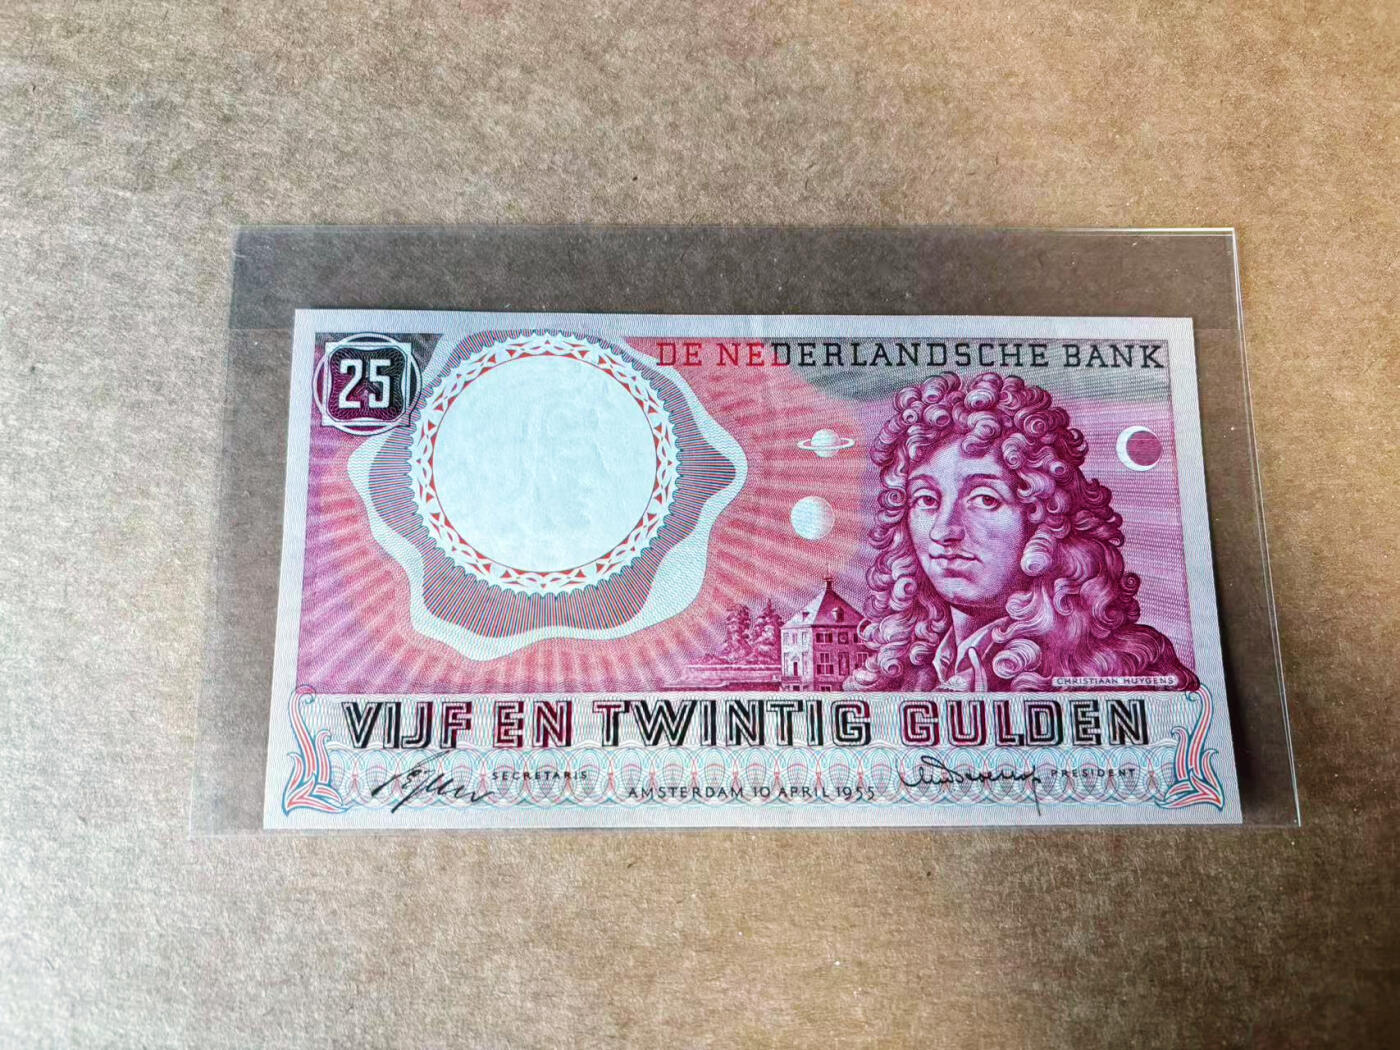 25
DE NEDERLANDSCHE BANK
CHRISTIAAN HUYGENS
VIJF EN TWINTIG GULDEN
SECRETARIS
PRESIDENT
AMSTERDAM 10 APRIL 1955